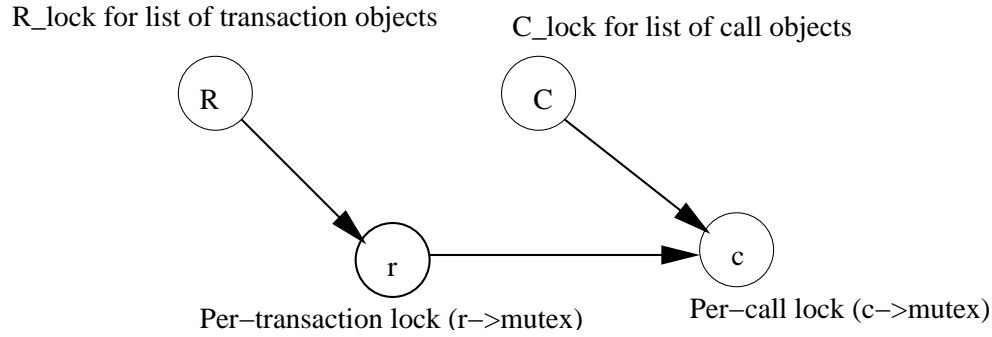 R_lock for list of transaction objects
C_lock for list of call objects
R
C
r
c
Per−transaction lock (r−>mutex)
Per−call lock (c−>mutex)